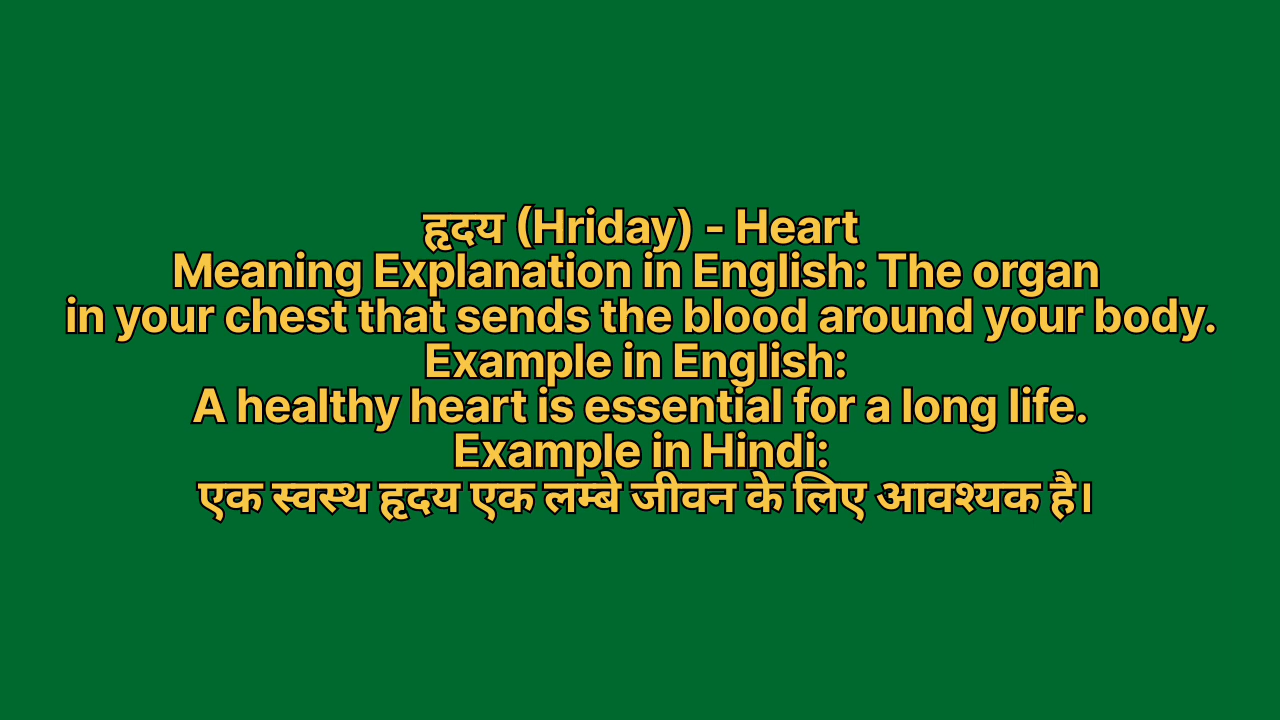 हृदय (Hriday) - Heart
Meaning Explanation in English: The organ
in your chest that sends the blood around your body.
Example in English:
A healthy heart is essential for a long life.
Example in Hindi:
एक स्वस्थ हृदय एक लम्बे जीवन के लिए आवश्यक है।